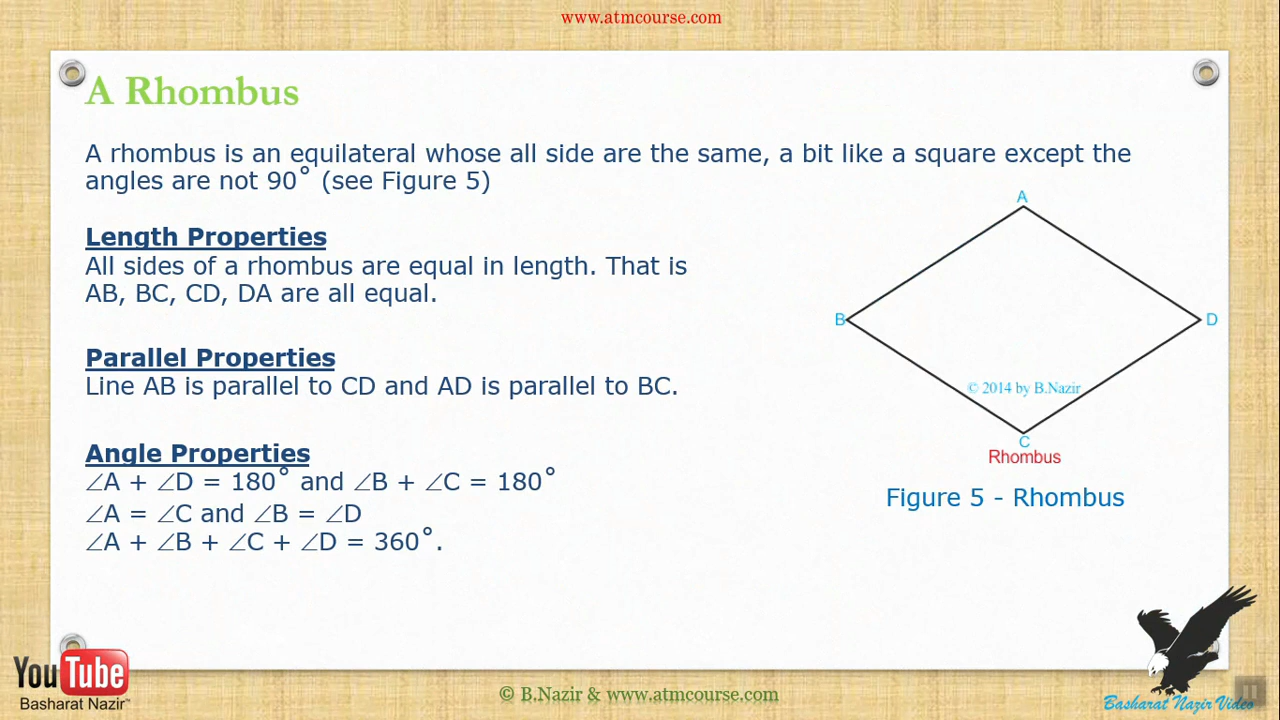 www.atmcourse.com
A Rhombus
A rhombus is an equilateral whose all side are the same, a bit like a square except the
angles are not 90˚ (see Figure 5)
Length Properties
All sides of a rhombus are equal in length. That is
AB, BC, CD, DA are all equal.
Parallel Properties
Line AB is parallel to CD and AD is parallel to BC.
Angle Properties
∠A + ∠D = 180˚ and ∠B + ∠C = 180˚
∠A = ∠C and ∠B = ∠D
∠A + ∠B + ∠C + ∠D = 360˚.
A
B
D
© 2014 by B.Nazir
C
Rhombus
Figure 5 - Rhombus
YouTube
Basharat Nazir™
© B.Nazir & www.atmcourse.com
Basharat Nazir Video